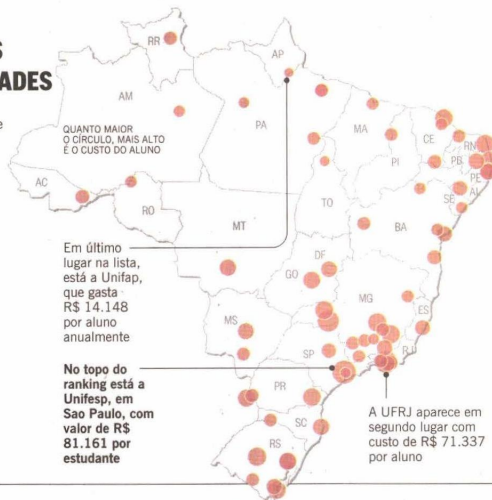 S
ADES
e
QUANTO MAIOR
O CÍRCULO, MAIS ALTO
É O CUSTO DO ALUNO
RR
AP
AM
PA
MA
CE
RN
PB
PE
AL
PI
SE
AC
RO
TO
BA
MT
DF
GO
MG
ES
MS
SP
RJ
PR
SC
RS
Em último
lugar na lista,
está a Unifap,
que gasta
R$ 14.148
por aluno
anualmente
No topo do
ranking está a
Unifesp, em
Sao Paulo, com
valor de R$
81.161 por
estudante
A UFRJ aparece em
segundo lugar com
custo de R$ 71.337
por aluno